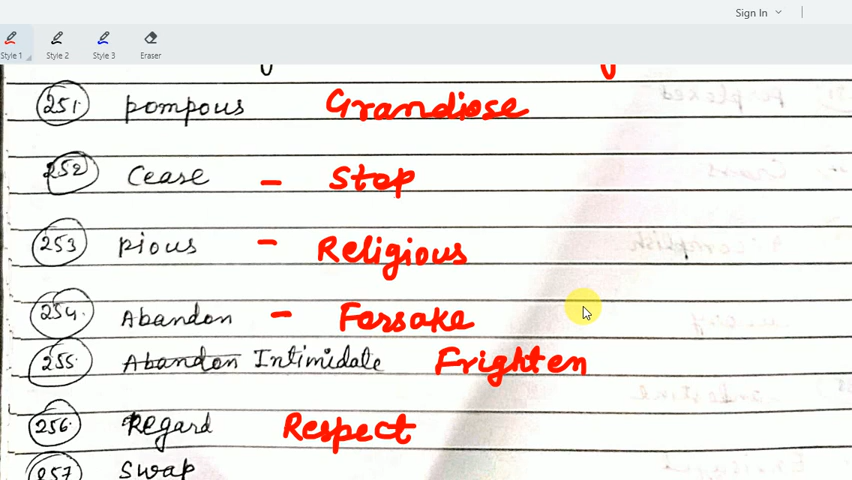 Sign In
Style 1 Style 2 Style 3 Eraser
251. pompous Grandiose
252 Cease - Stop
253 pious - Religious
254. Abandon - Forsake
255. Abandon Intimidate Frighten
256. Regard Respect
257 Swap